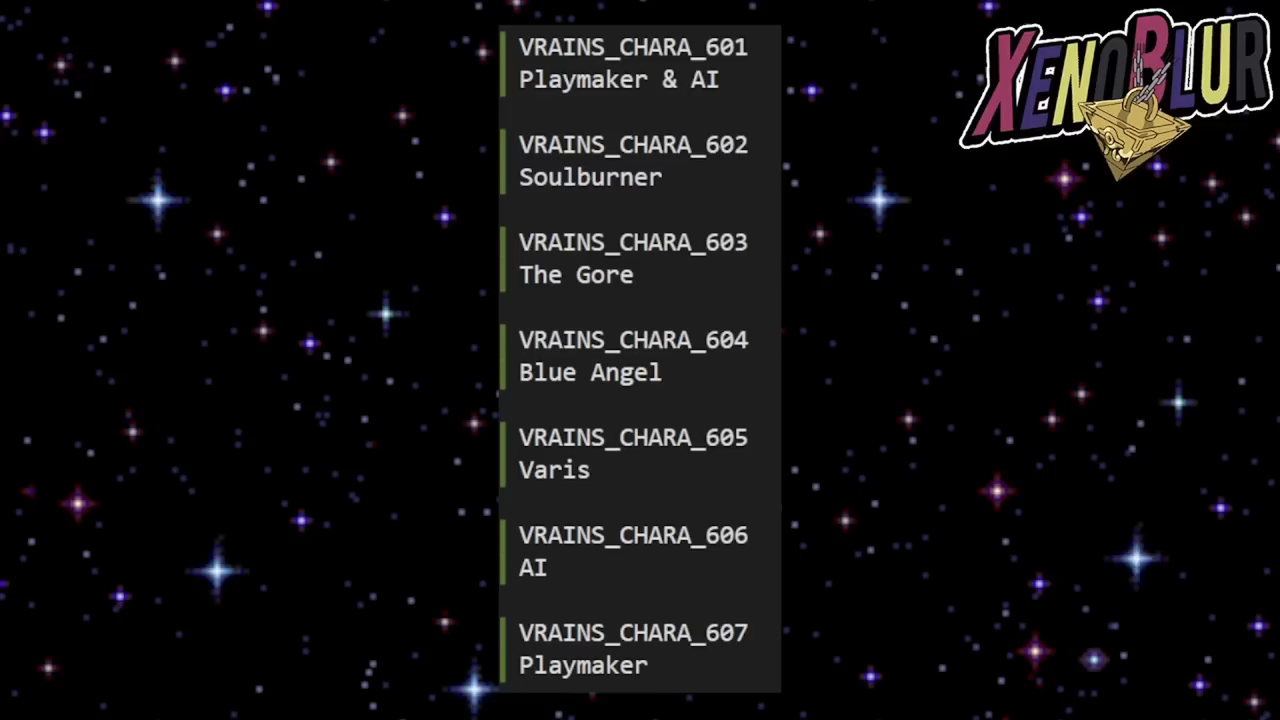 VRAINS_CHARA_601
Playmaker & AI
VRAINS_CHARA_602
Soulburner
VRAINS_CHARA_603
The Gore
VRAINS_CHARA_604
Blue Angel
VRAINS_CHARA_605
Varis
VRAINS_CHARA_606
AI
VRAINS_CHARA_607
Playmaker
XENOBLUR